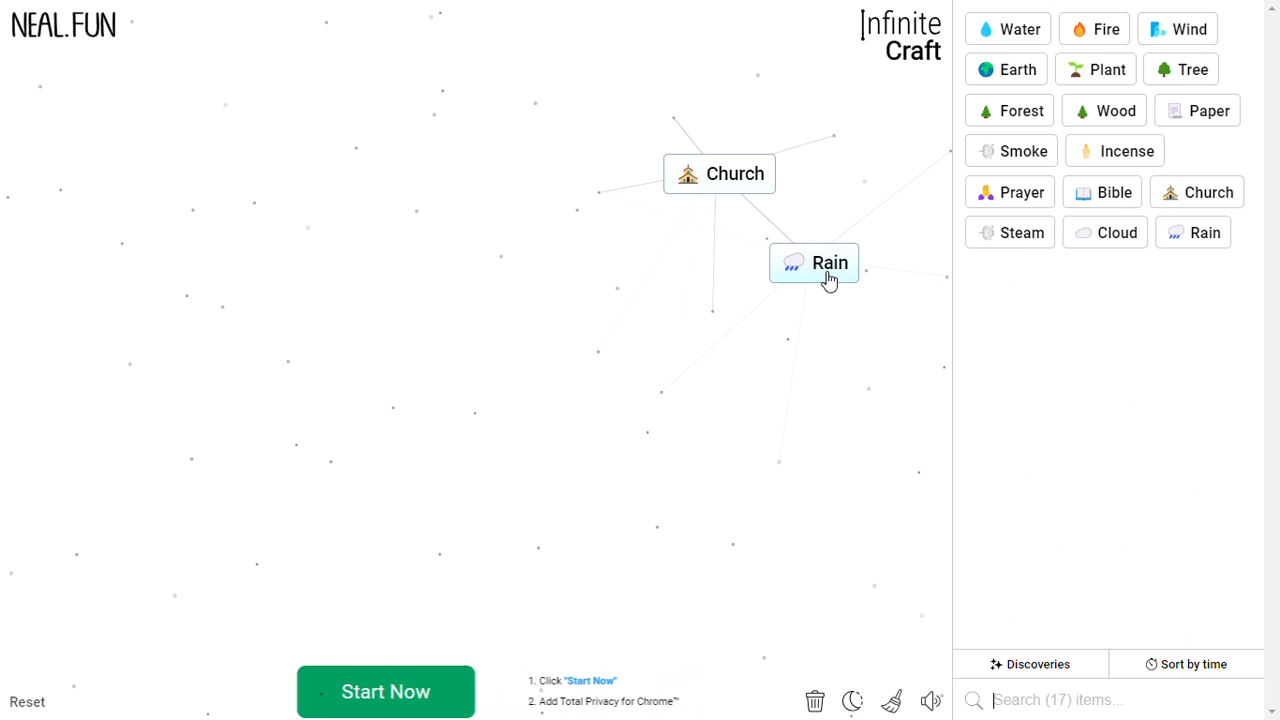 NEAL.FUN
Infinite
Craft
Church
Rain
Water Fire Wind
Earth Plant Tree
Forest Wood Paper
Smoke Incense
Prayer Bible Church
Steam Cloud Rain
Discoveries Sort by time
Search (17) items...
Start Now
1. Click "Start Now"
2. Add Total Privacy for Chrome™
Reset